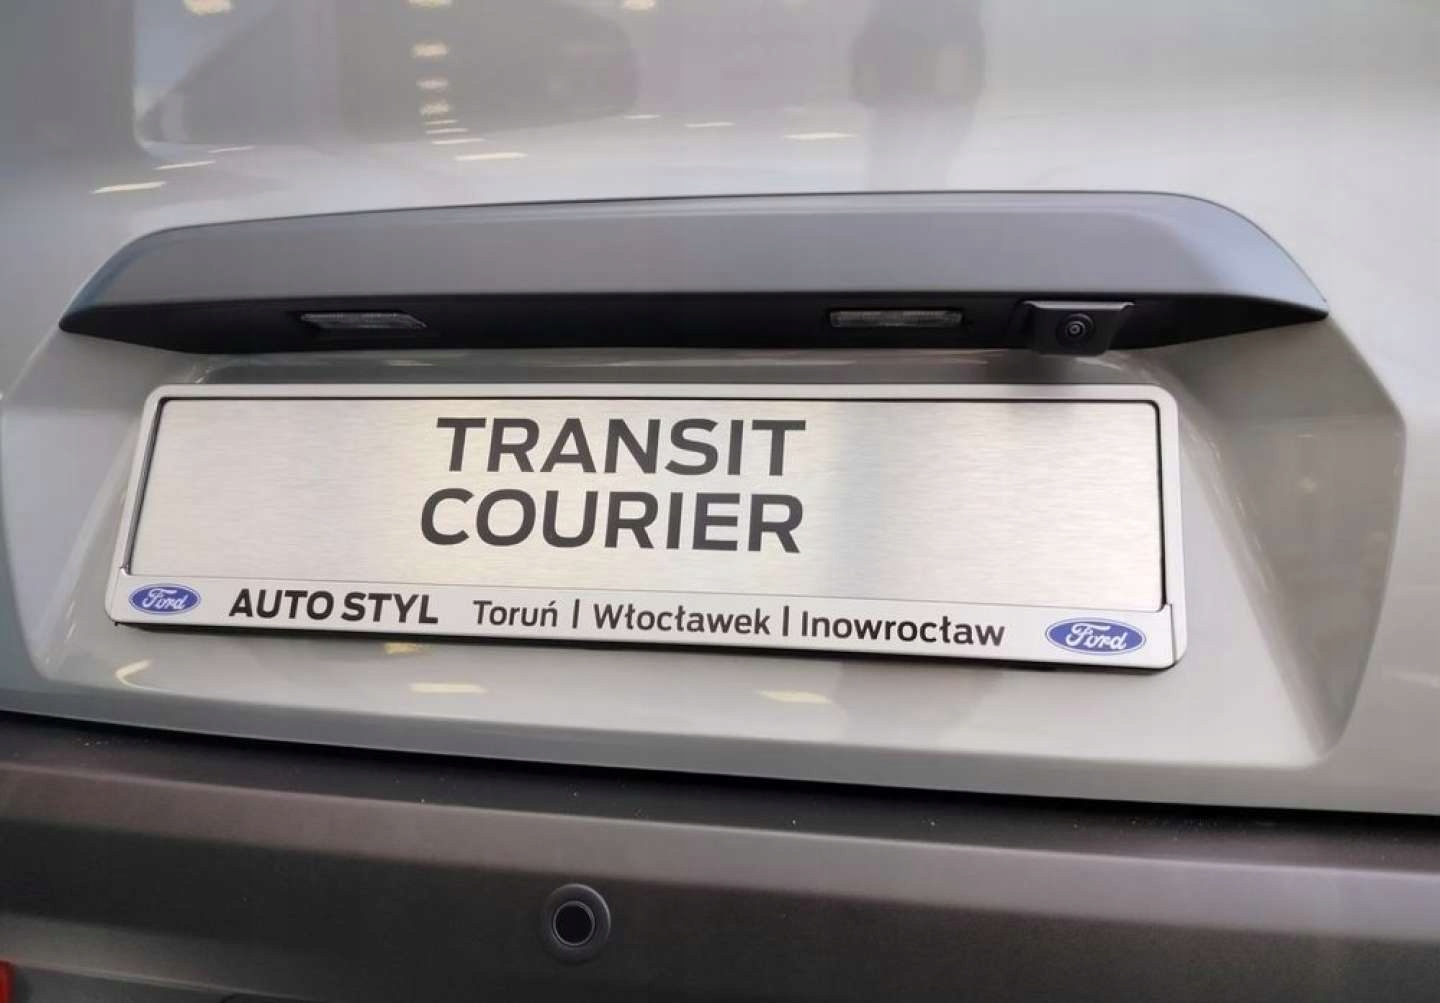 TRANSIT
COURIER
Ford AUTO STYL Toruń | Włocławek | Inowrocław Ford